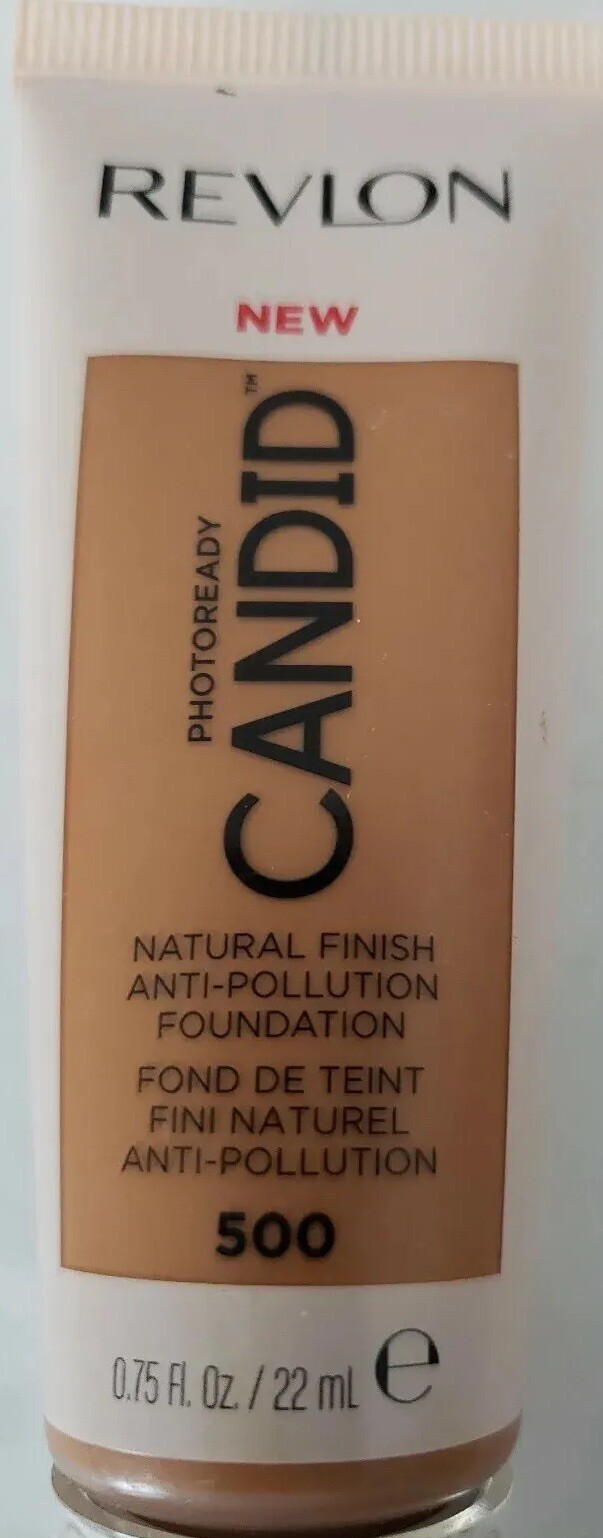 REVLON
NEW
PHOTOREADY
CANDID™
NATURAL FINISH
ANTI-POLLUTION
FOUNDATION
FOND DE TEINT
FINI NATUREL
ANTI-POLLUTION
500
0.75 Fl. Oz. / 22 mL e